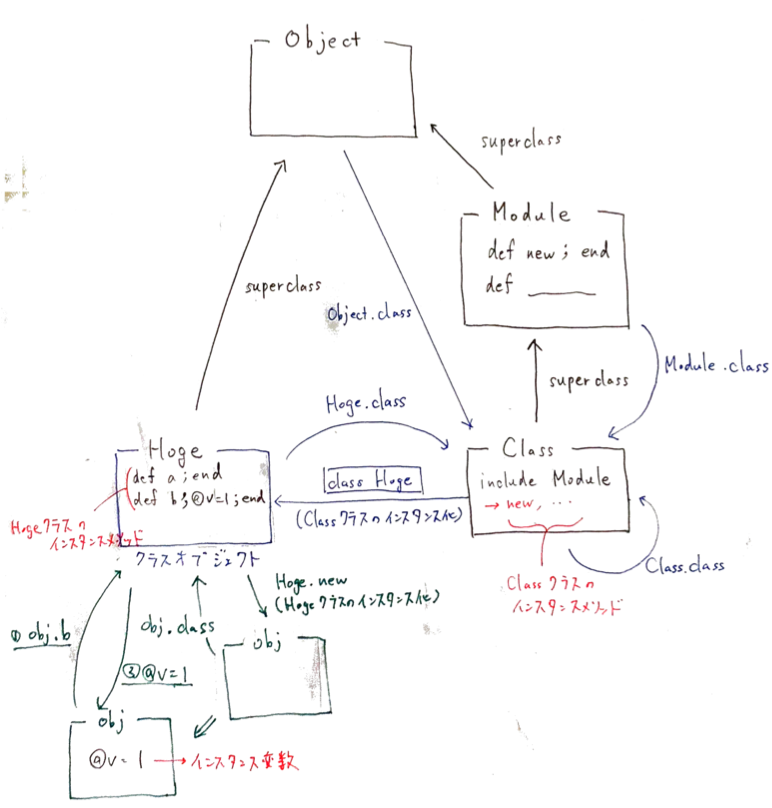 Object
superclass
Module
def new ; end
def
superclass
Object.class
Module.class
superclass
Hoge.class
Hoge
def a ; end
def b ; @v=1 ; end
class Hoge
(Classクラスのインスタンス化)
Class
include Module
→ new, ...
Hogeクラスの
インスタンスメソッド
クラスオブジェクト
Class.class
Classクラスの
インスタンスメソッド
Hoge.new
(Hogeクラスのインスタンス化)
① obj.b
obj.class
obj
② @v=1
obj
@v = 1
インスタンス変数